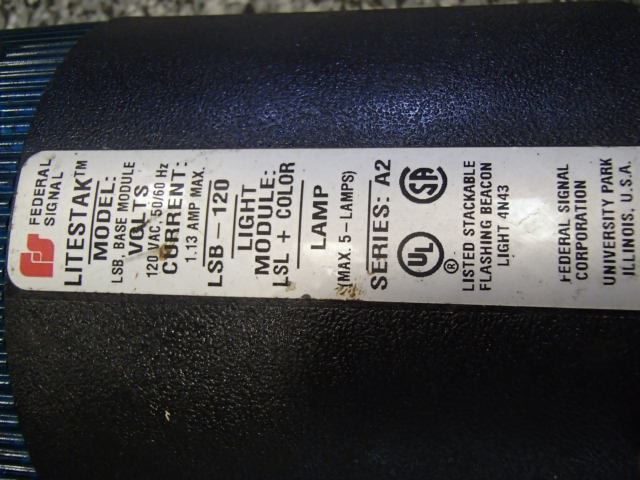 FEDERAL
SIGNAL
LITESTAK™
MODEL:
LSB, BASE MODULE
VOLTS
120 VAC, 50/60 Hz
CURRENT:
1.13 AMP MAX.
LSB - 120
LIGHT
MODULE:
LSL + COLOR
LAMP
(MAX. 5-LAMPS)
SERIES: A2
UL ® SA
LISTED STACKABLE
FLASHING BEACON
LIGHT 4N43
FEDERAL SIGNAL
CORPORATION
UNIVERSITY PARK
ILLINOIS, U.S.A.